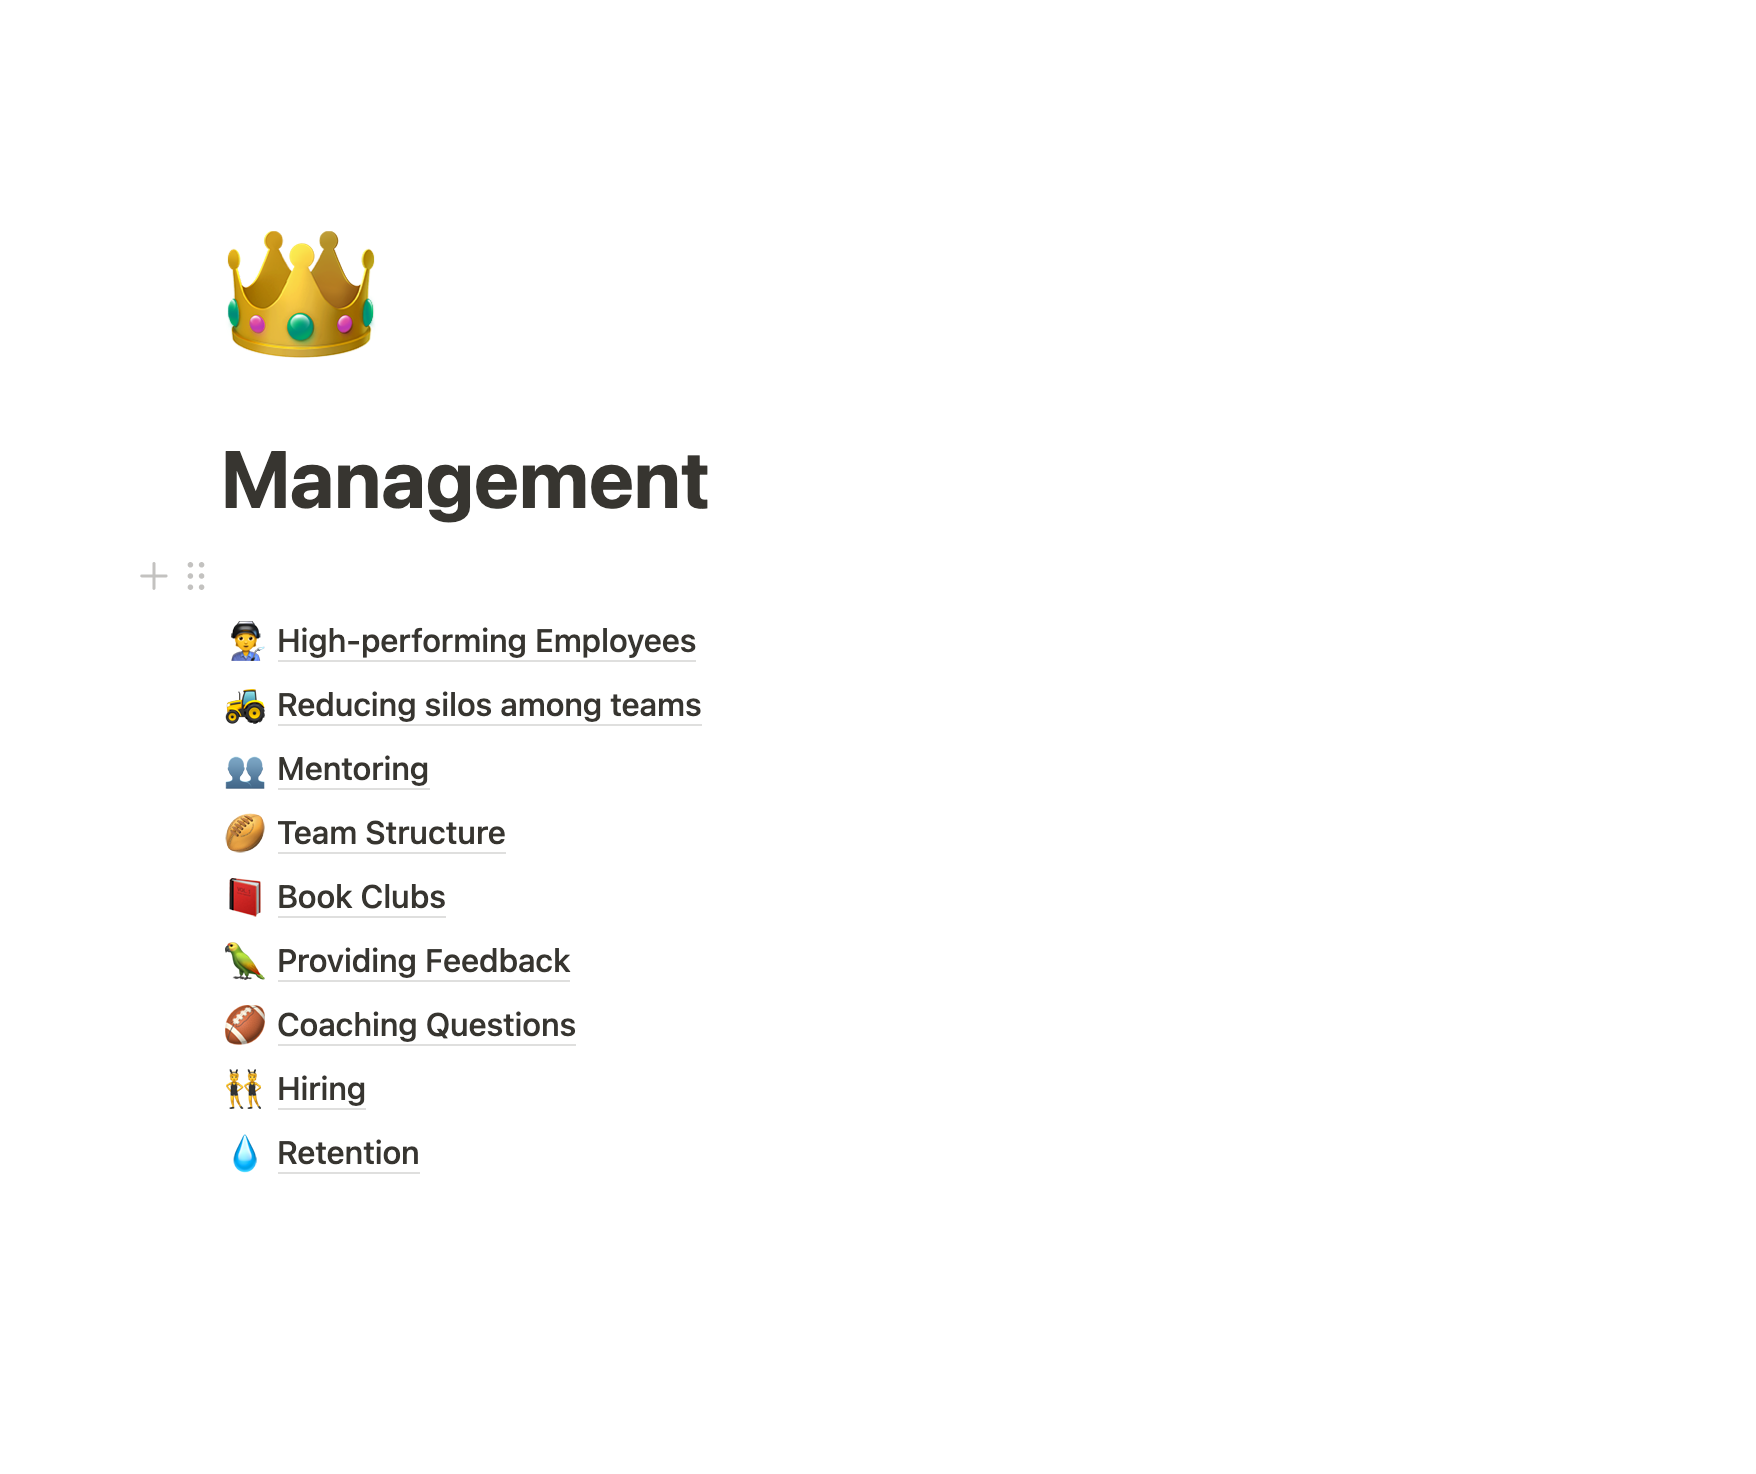 Management
High-performing Employees
Reducing silos among teams
Mentoring
Team Structure
Book Clubs
Providing Feedback
Coaching Questions
Hiring
Retention